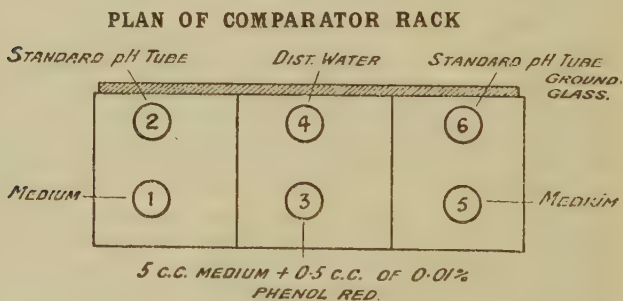 PLAN OF COMPARATOR RACK
STANDARD pH TUBE
DIST. WATER
STANDARD pH TUBE
GROUND GLASS.
2
4
6
MEDIUM
1
3
5
MEDIUM
5 C.C. MEDIUM + 0·5 C.C. OF 0·01%
PHENOL RED.